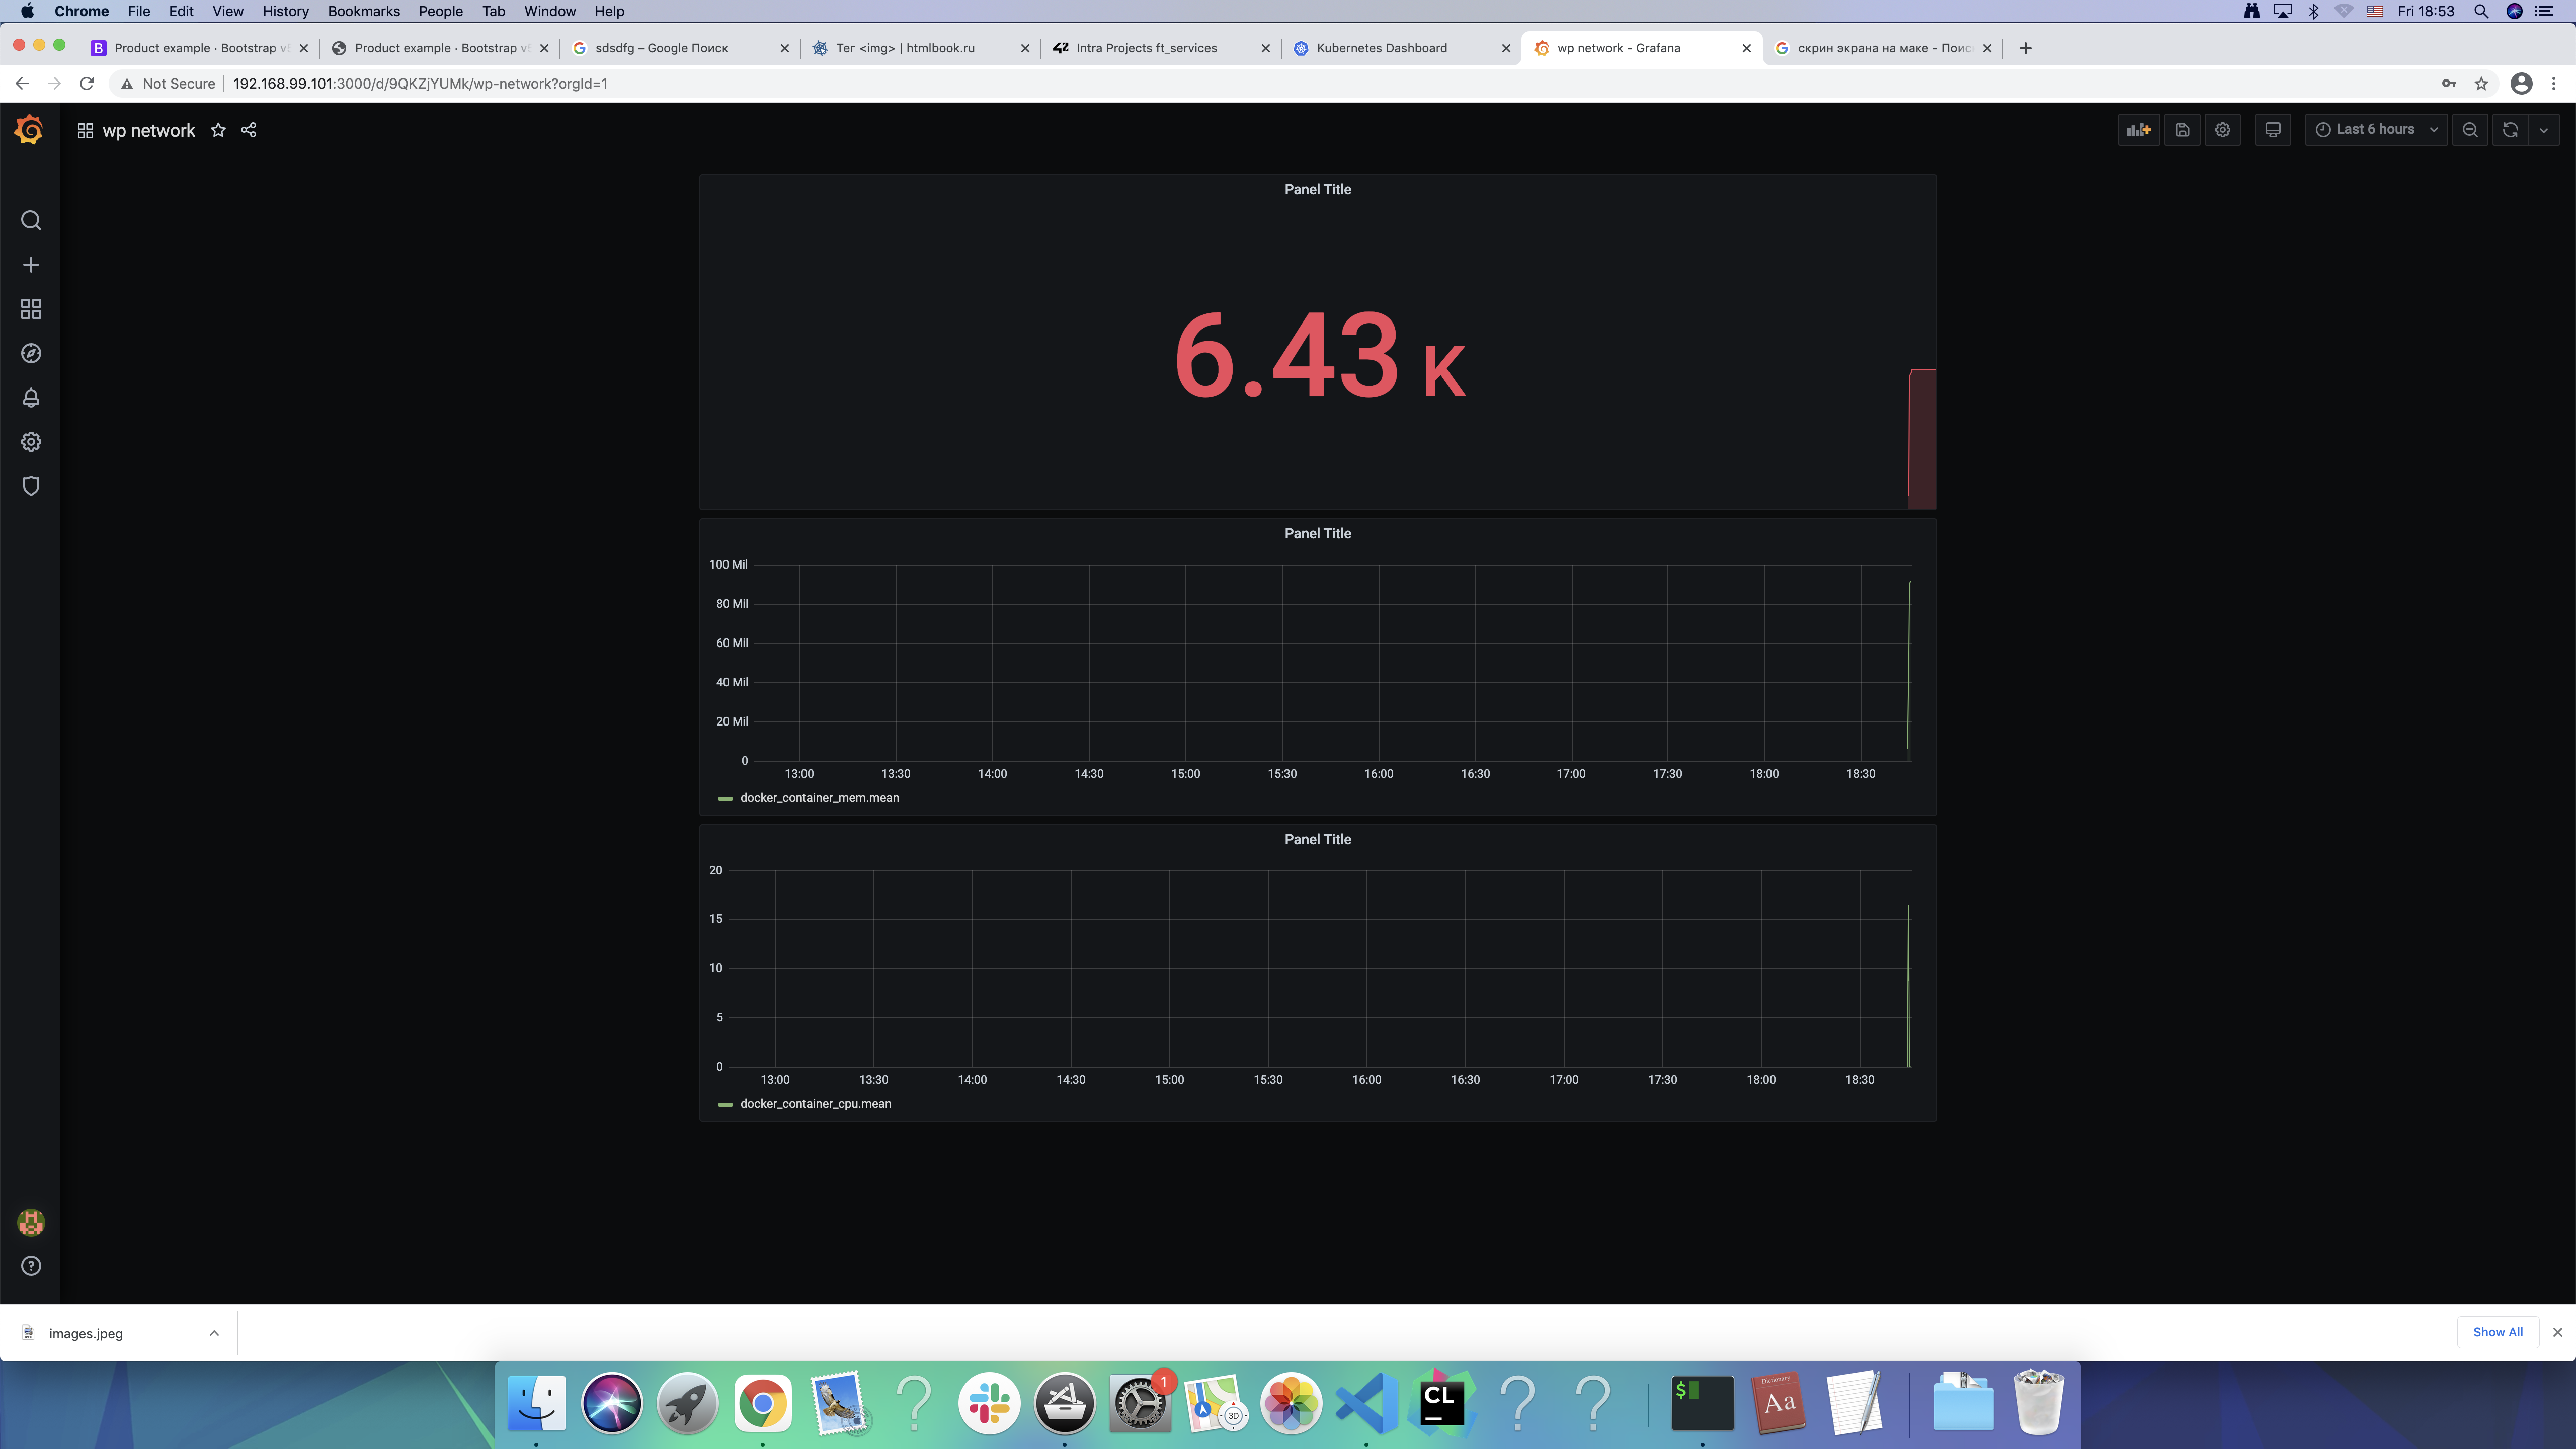 Chrome File Edit View History Bookmarks People Tab Window Help Fri 18:53
B Product example · Bootstrap v Product example · Bootstrap v sdsdfg – Google Поиск Тег <img> | htmlbook.ru 42 Intra Projects ft_services Kubernetes Dashboard wp network - Grafana скрин экрана на маке - Поис
Not Secure 192.168.99.101:3000/d/9QKZjYUMk/wp-network?orgId=1
wp network Last 6 hours
Panel Title
6.43 K
Panel Title
100 Mil
80 Mil
60 Mil
40 Mil
20 Mil
0
13:00 13:30 14:00 14:30 15:00 15:30 16:00 16:30 17:00 17:30 18:00 18:30
docker_container_mem.mean
Panel Title
20
15
10
5
0
13:00 13:30 14:00 14:30 15:00 15:30 16:00 16:30 17:00 17:30 18:00 18:30
docker_container_cpu.mean
images.jpeg Show All
1
3D
CL
$
Dictionary
Aa